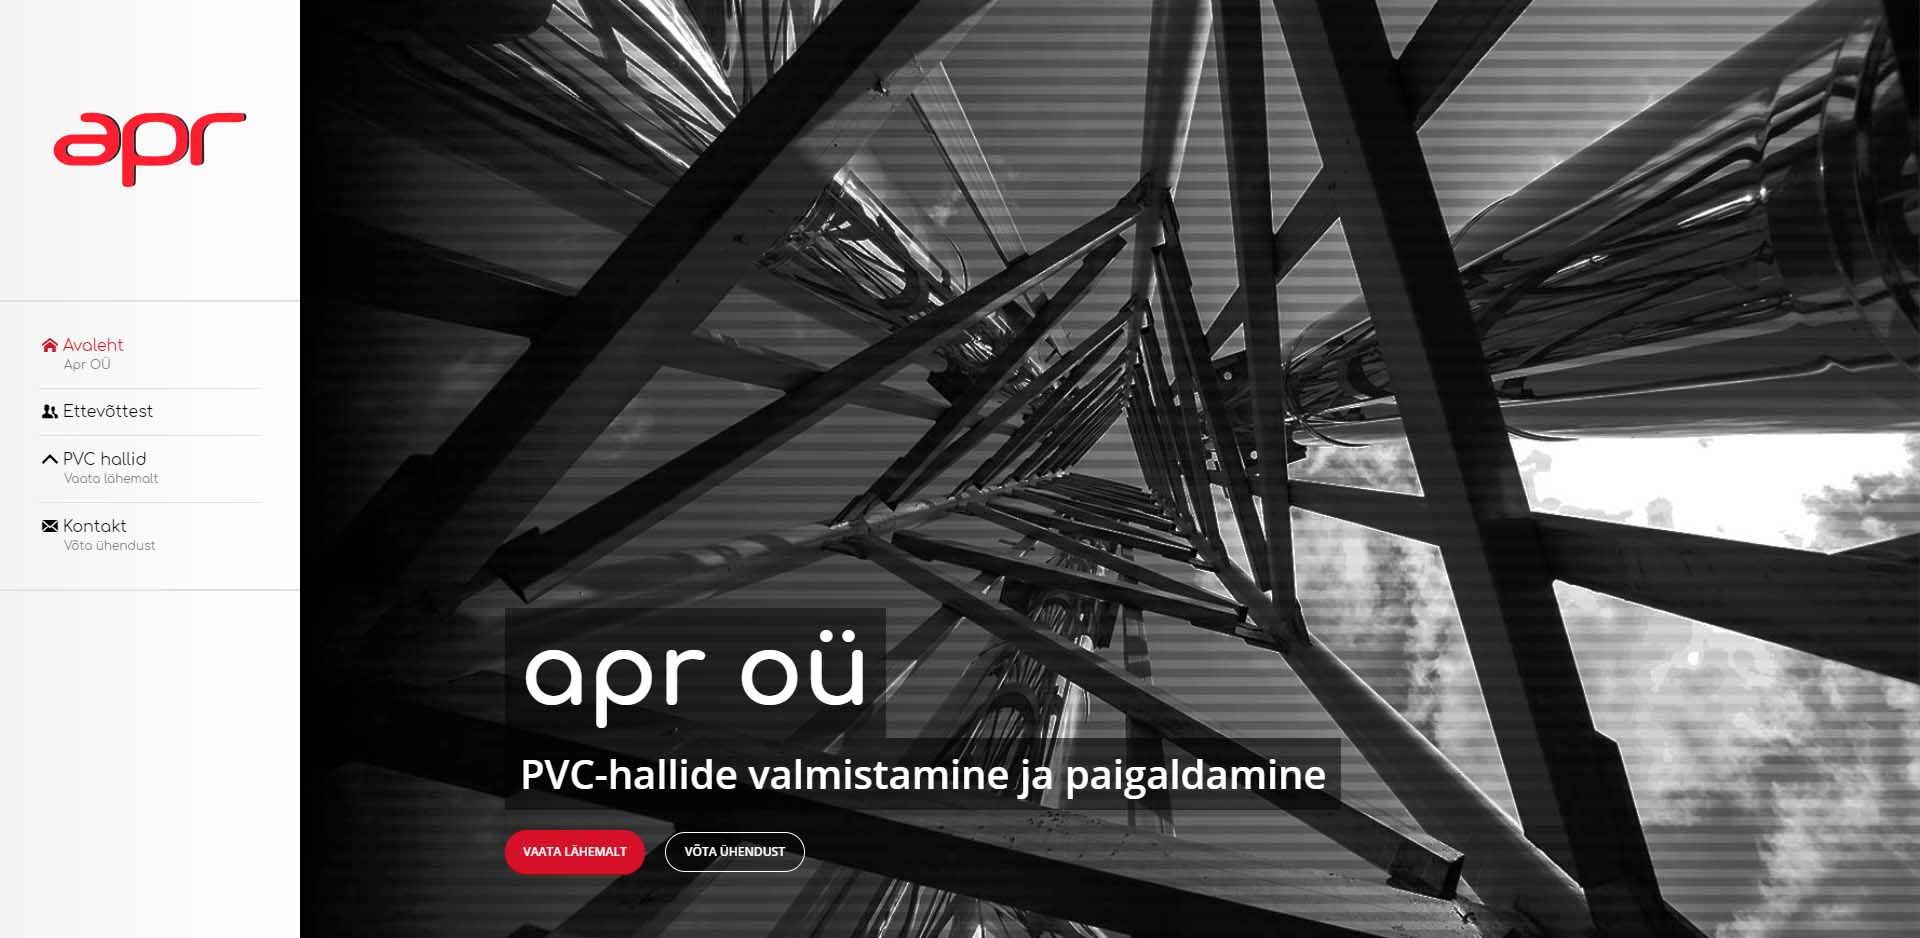 apr
Avaleht
Apr OÜ
Ettevõttest
PVC hallid
Vaata lähemalt
Kontakt
Võta ühendust
apr oü
PVC-hallide valmistamine ja paigaldamine
VAATA LÄHEMALT
VÕTA ÜHENDUST